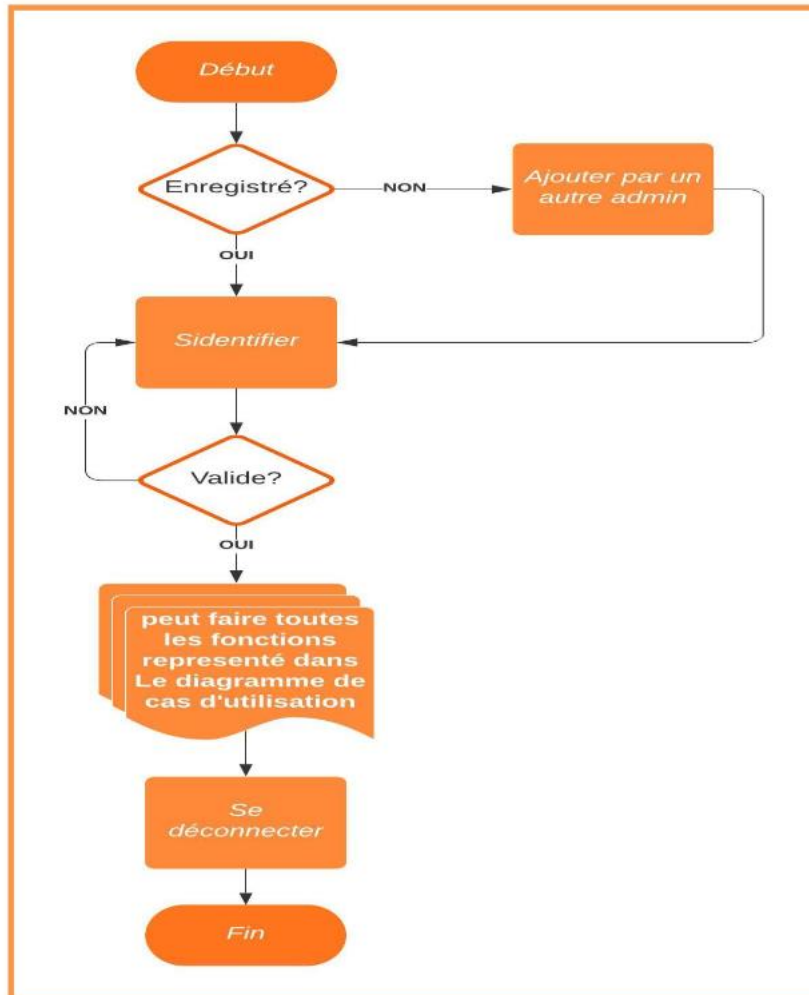 Début
Enregistré?
NON
Ajouter par un
autre admin
OUI
Sidentifier
NON
Valide?
OUI
peut faire toutes
les fonctions
representé dans
Le diagramme de
cas d'utilisation
Se
déconnecter
Fin